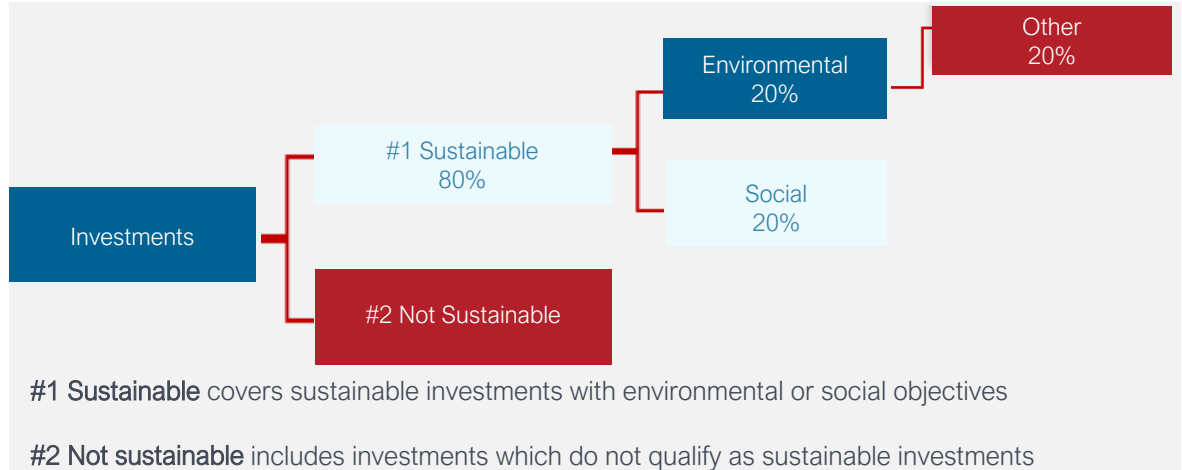 Other
20%
Environmental
20%
#1 Sustainable
80%
Social
20%
Investments
#2 Not Sustainable
#1 Sustainable covers sustainable investments with environmental or social objectives
#2 Not sustainable includes investments which do not qualify as sustainable investments